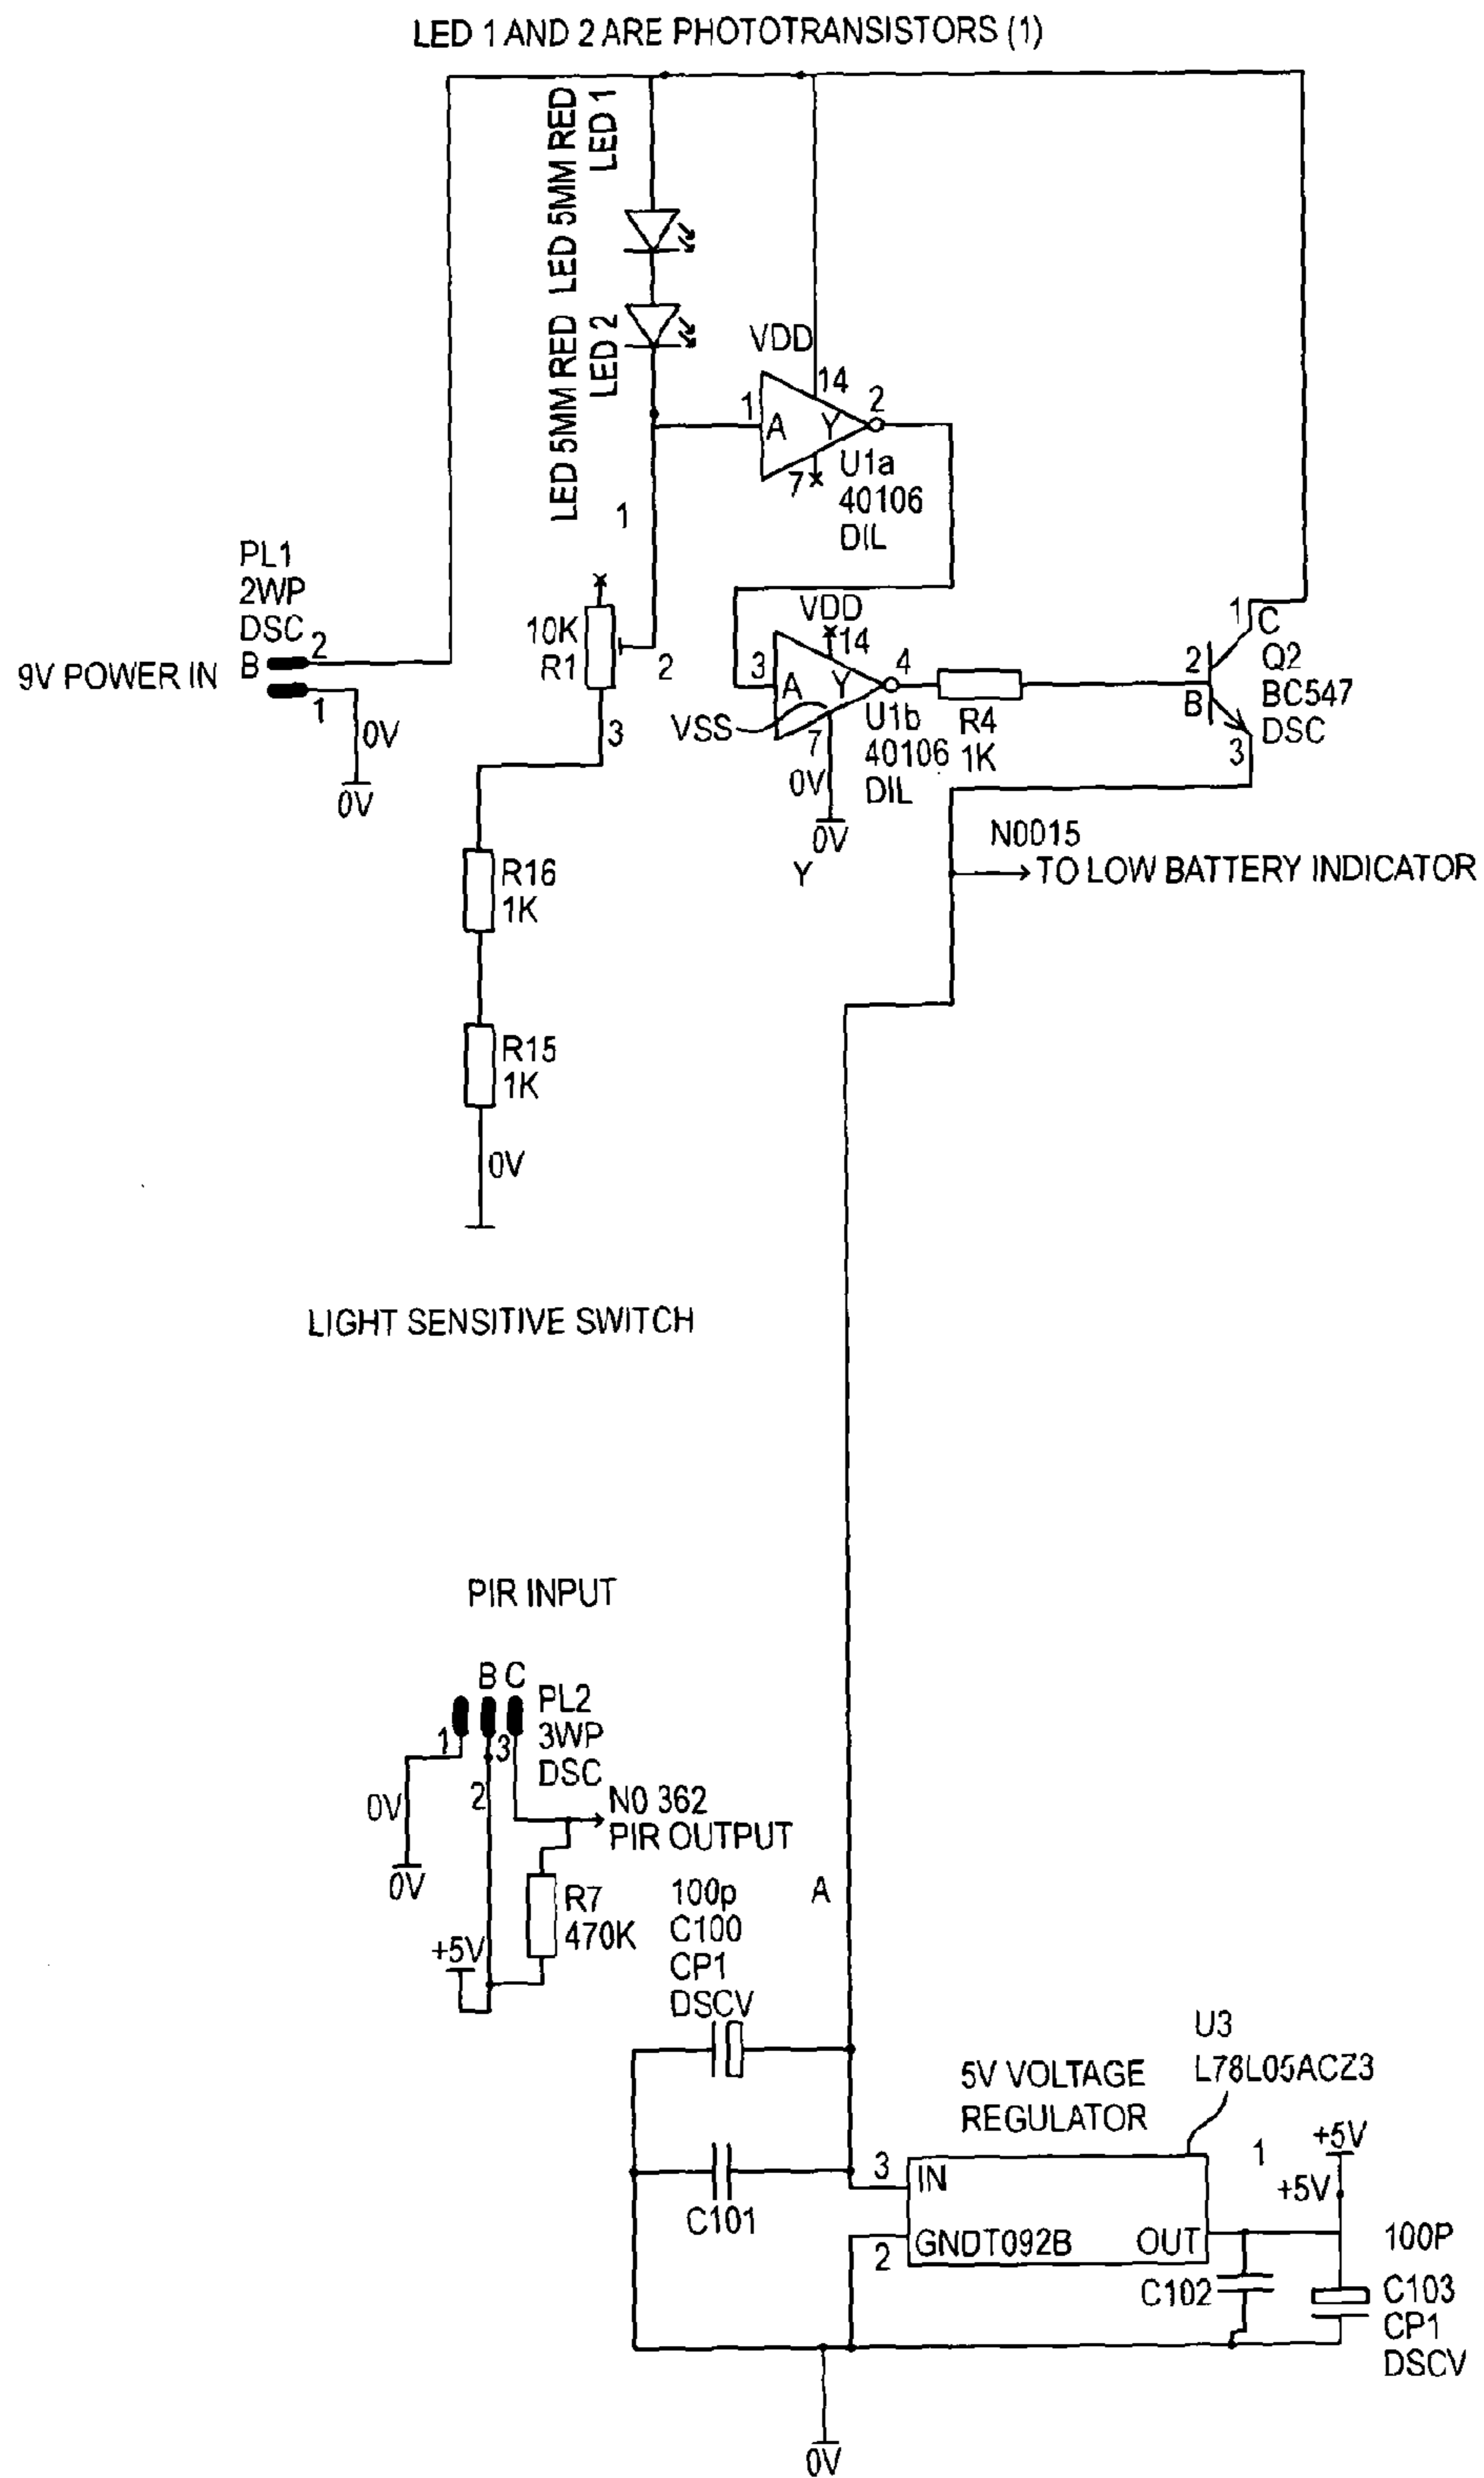 LED 1 AND 2 ARE PHOTOTRANSISTORS (1)
LED 5MM RED
LED 1
LED 5MM RED
LED 2
VDD
14
1
A
Y
2
7
U1a
40106
DIL
1
PL1
2WP
DSC
2
9V POWER IN
B
1
0V
0V
10K
R1
2
3
VDD
14
3
A
Y
4
VSS
7
U1b
40106
DIL
0V
0V
Y
R4
1K
1
C
2
B
Q2
BC547
DSC
3
N0015
TO LOW BATTERY INDICATOR
R16
1K
R15
1K
0V
LIGHT SENSITIVE SWITCH
PIR INPUT
B C
PL2
3WP
DSC
1
3
2
0V
0V
N0 362
PIR OUTPUT
R7
470K
+5V
100p
C100
CP1
DSCV
A
C101
5V VOLTAGE
REGULATOR
U3
L78L05ACZ3
3
IN
2
GNDT092B
OUT
1
+5V
+5V
C102
100P
C103
CP1
DSCV
0V